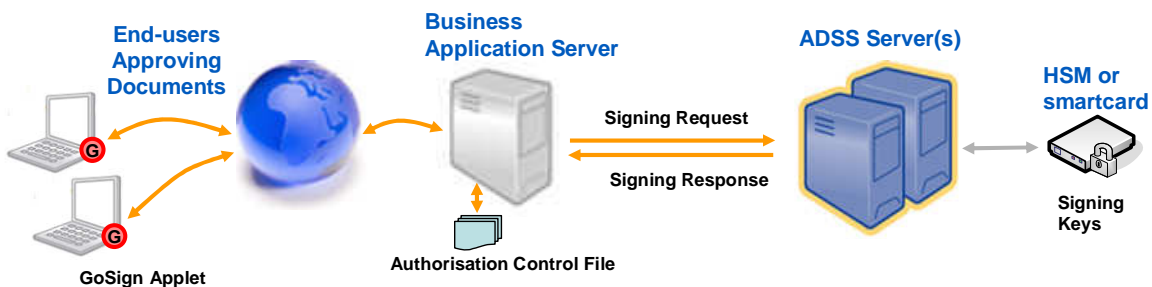 End-users
Approving
Documents
Business
Application Server
ADSS Server(s)
HSM or
smartcard
Signing Request
Signing Response
G
G
Signing
Keys
Authorisation Control File
GoSign Applet